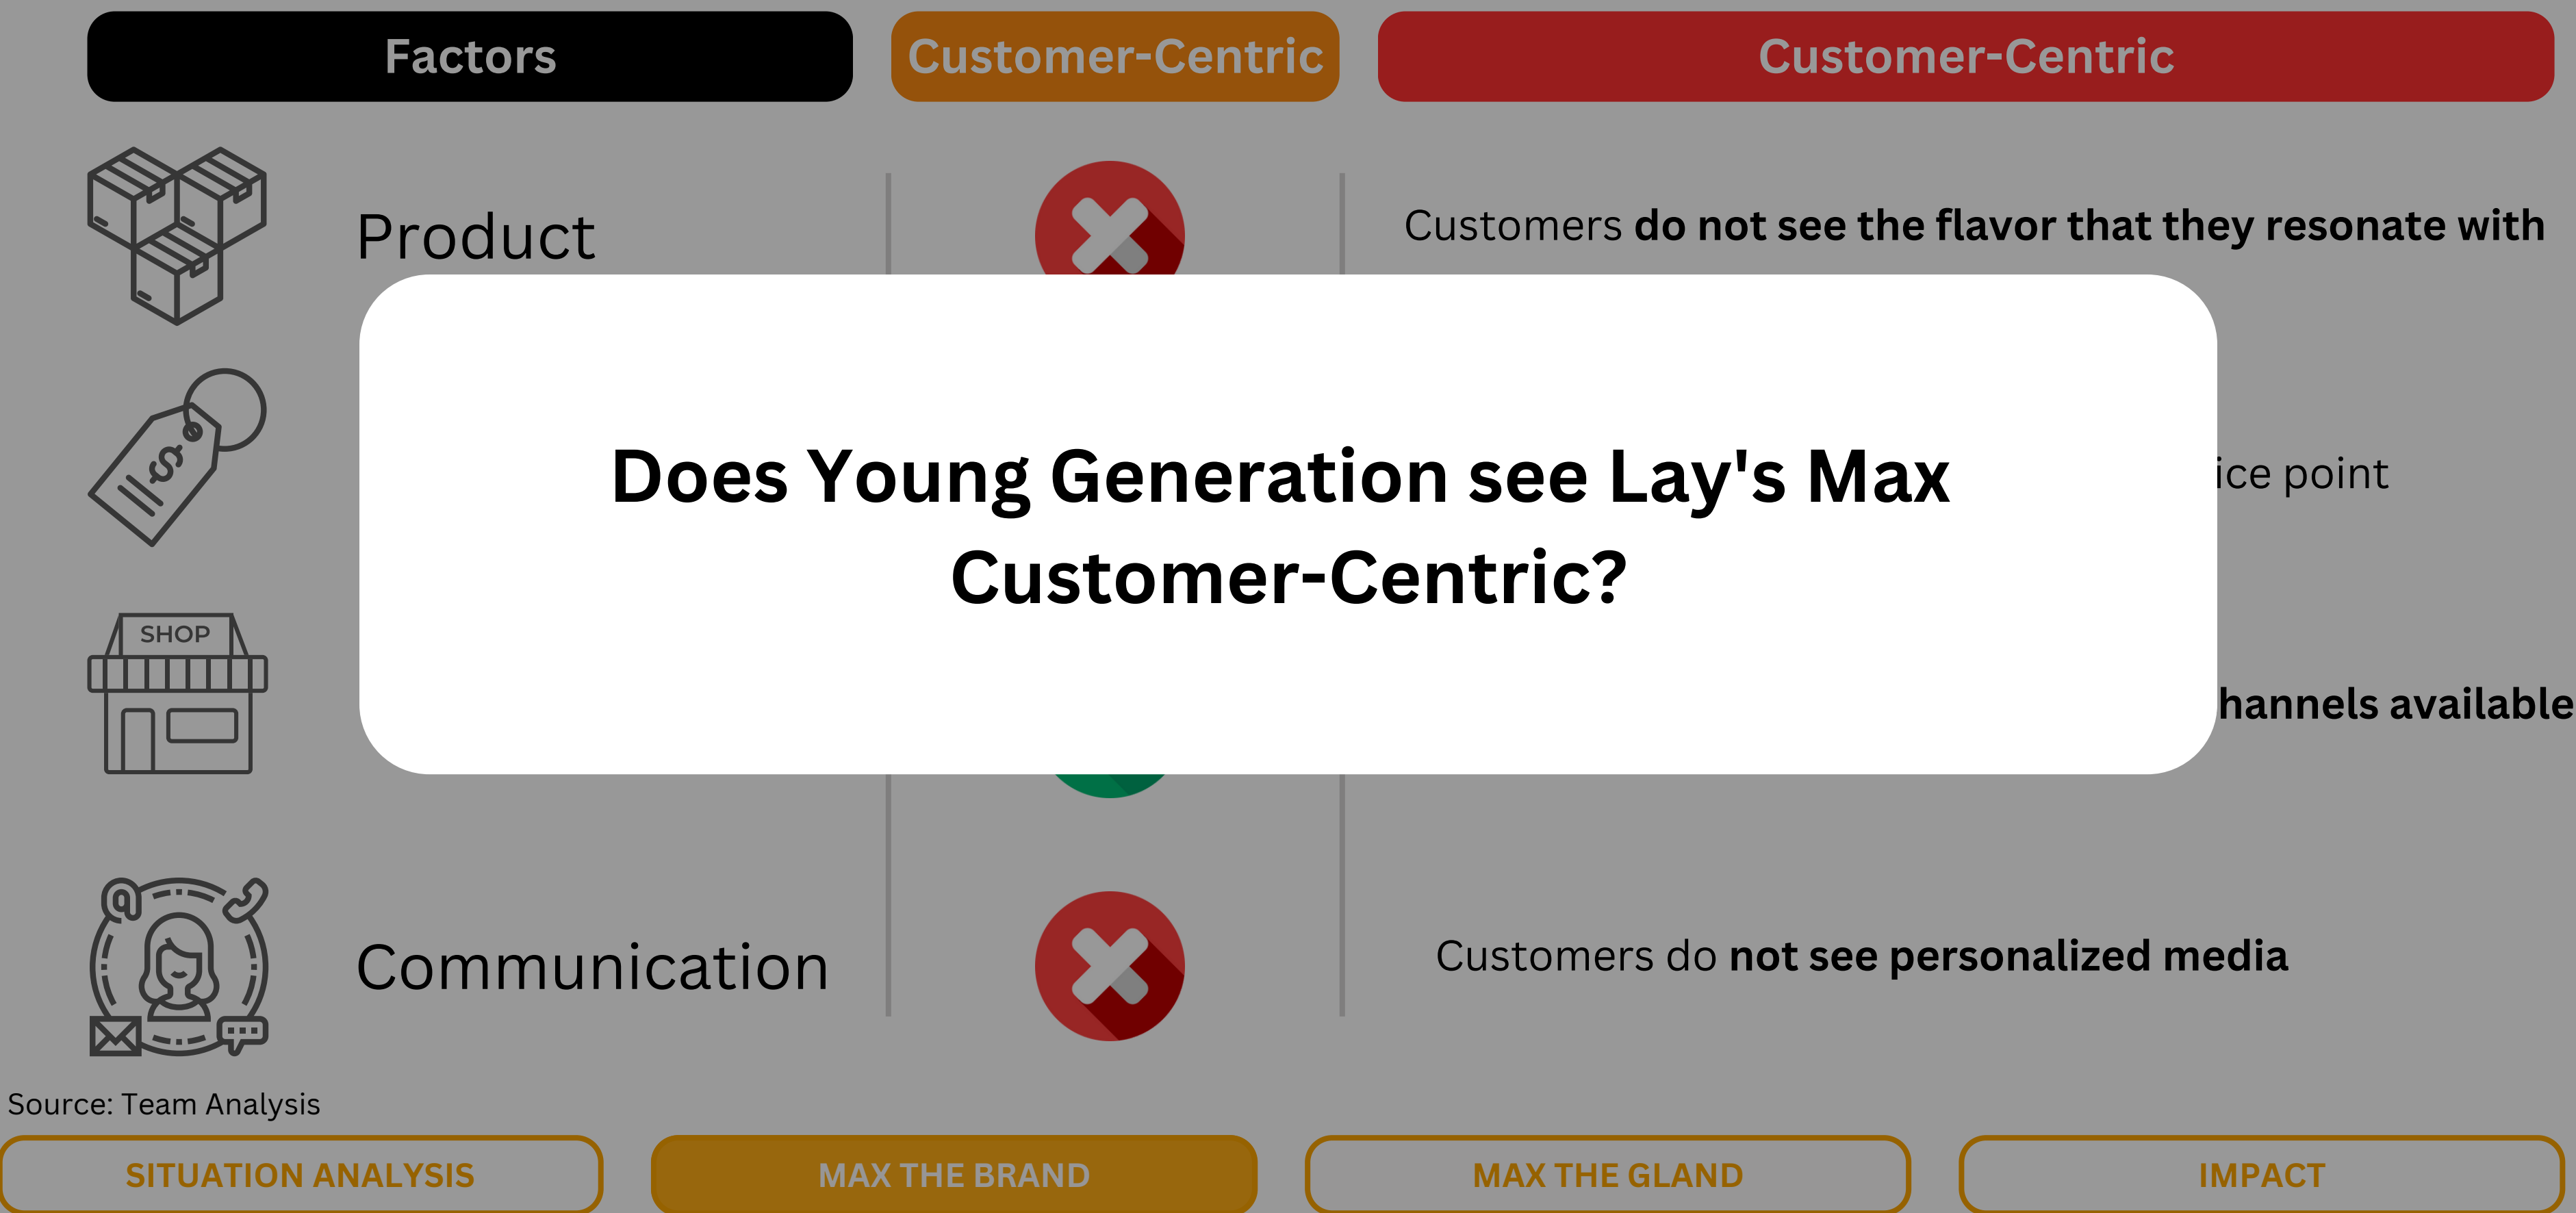 Factors
Customer-Centric
Customer-Centric
Product
Customers do not see the flavor that they resonate with
Does Young Generation see Lay's Max
Customer-Centric?
point
SHOP
available
Communication
Customers do not see personalized media
Source: Team Analysis
SITUATION ANALYSIS
MAX THE BRAND
MAX THE GLAND
IMPACT